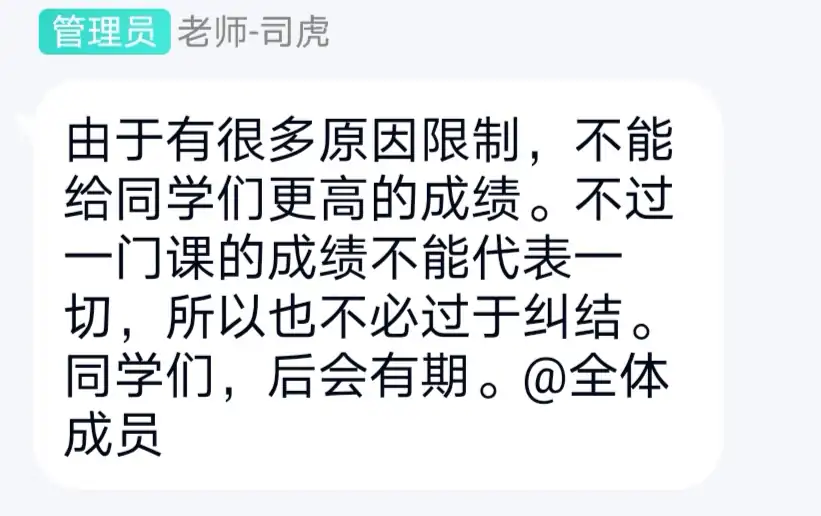 管理员 老师-司虎
由于有很多原因限制，不能
给同学们更高的成绩。不过
一门课的成绩不能代表一
切，所以也不必过于纠结。
同学们，后会有期。@全体
成员